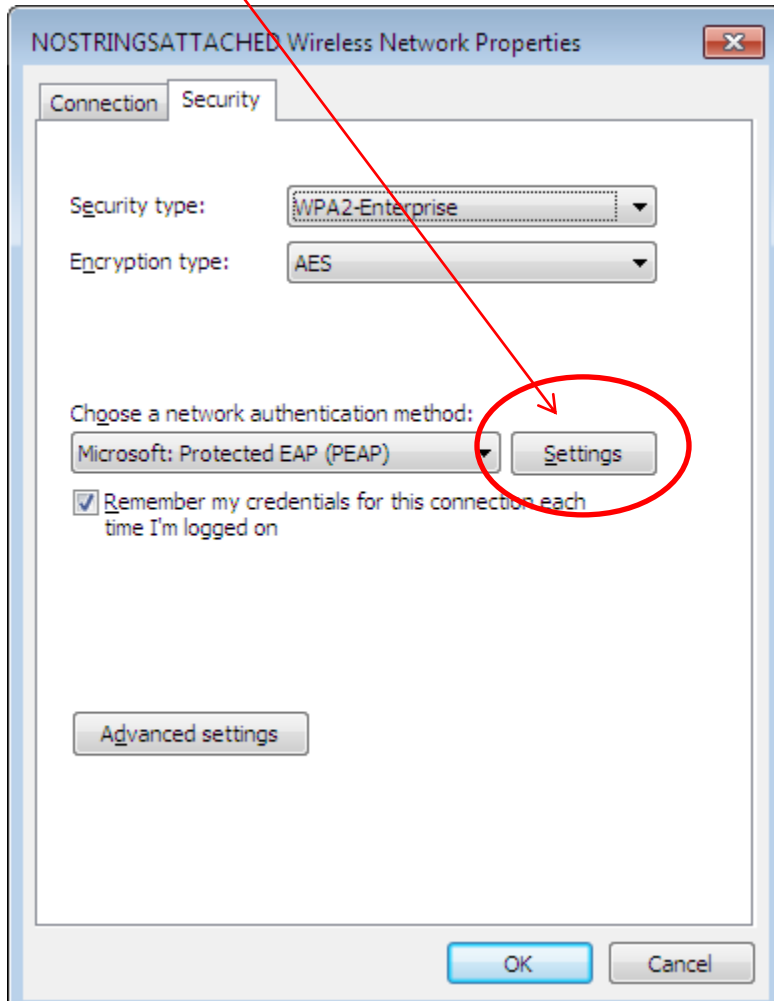 NOSTRINGSATTACHED Wireless Network Properties
Connection Security
Security type: WPA2-Enterprise
Encryption type: AES
Choose a network authentication method:
Microsoft: Protected EAP (PEAP) Settings
Remember my credentials for this connection each
time I'm logged on
Advanced settings
OK Cancel